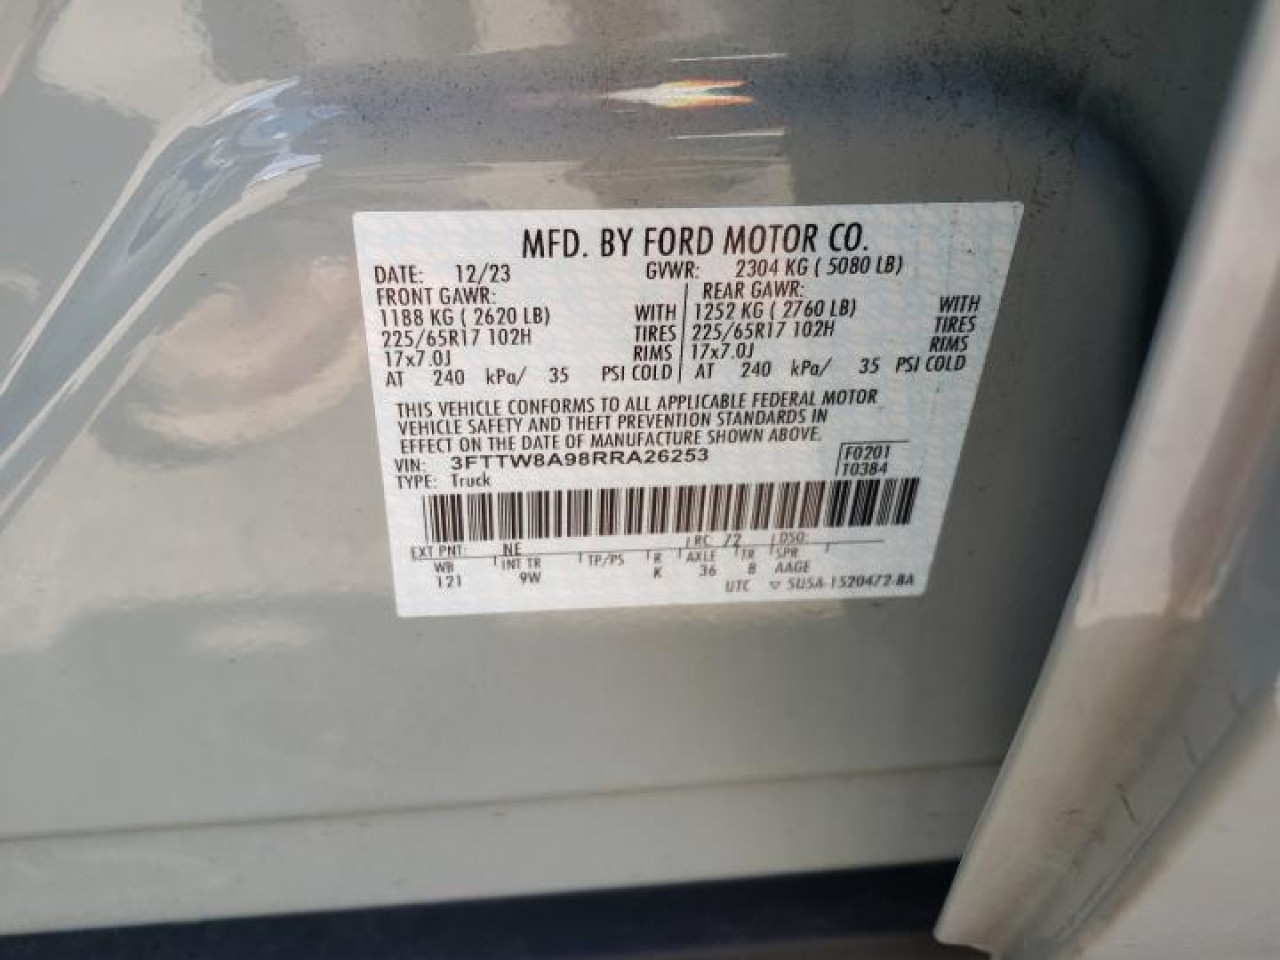 MFD. BY FORD MOTOR CO.
DATE: 12/23 GVWR: 2304 KG ( 5080 LB)
FRONT GAWR: REAR GAWR:
1188 KG ( 2620 LB) WITH 1252 KG ( 2760 LB) WITH
225/65R17 102H TIRES 225/65R17 102H TIRES
17x7.0J RIMS 17x7.0J RIMS
AT 240 kPa/ 35 PSI COLD AT 240 kPa/ 35 PSI COLD
THIS VEHICLE CONFORMS TO ALL APPLICABLE FEDERAL MOTOR
VEHICLE SAFETY AND THEFT PREVENTION STANDARDS IN
EFFECT ON THE DATE OF MANUFACTURE SHOWN ABOVE.
VIN: 3FTTW8A98RRA26253 F0201
TYPE: Truck T0384
EXT PNT: NE RC: 72 DSO:
WB INT TR TP/PS R AXLE TR SPR
121 9W K 36 8 AAGE
UTC ▽ SU5A-1520472-BA